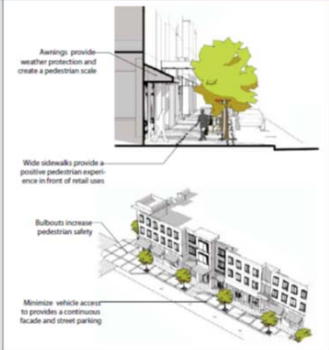 Awnings provide
weather protection and
create a pedestrian scale
Wide sidewalks provide a
positive pedestrian experi-
ence in front of retail uses
Bulbouts increase
pedestrian safety
Minimize vehicle access
to provides a continuous
facade and street parking